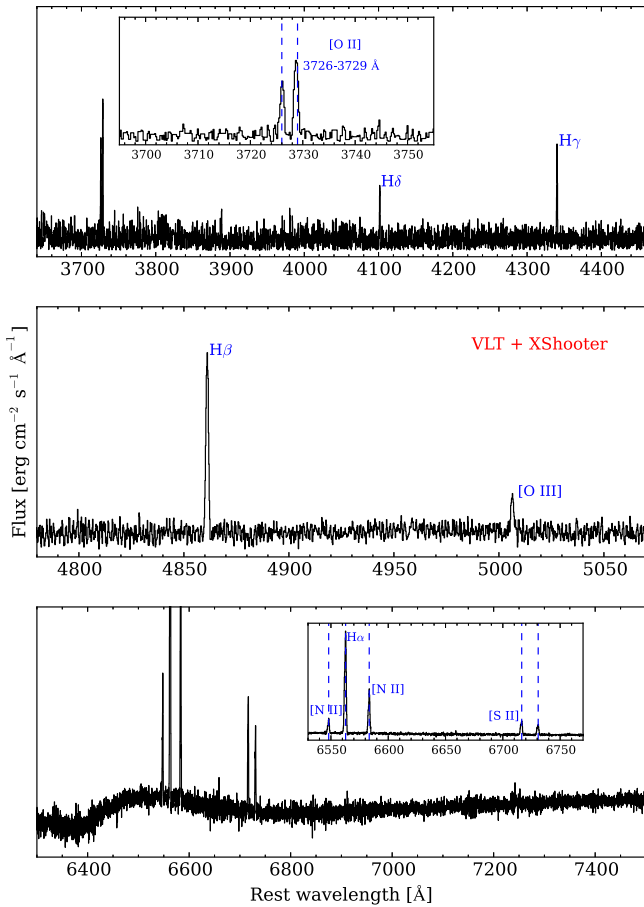 [O II]
3726-3729 Å
3700 3710 3720 3730 3740 3750
Hδ
Hγ
3700 3800 3900 4000 4100 4200 4300 4400
Flux [erg cm⁻² s⁻¹ Å⁻¹]
Hβ
VLT + XShooter
[O III]
4800 4850 4900 4950 5000 5050
Hα
[N II]
[N II]
[S II]
6550 6600 6650 6700 6750
6400 6600 6800 7000 7200 7400
Rest wavelength [Å]